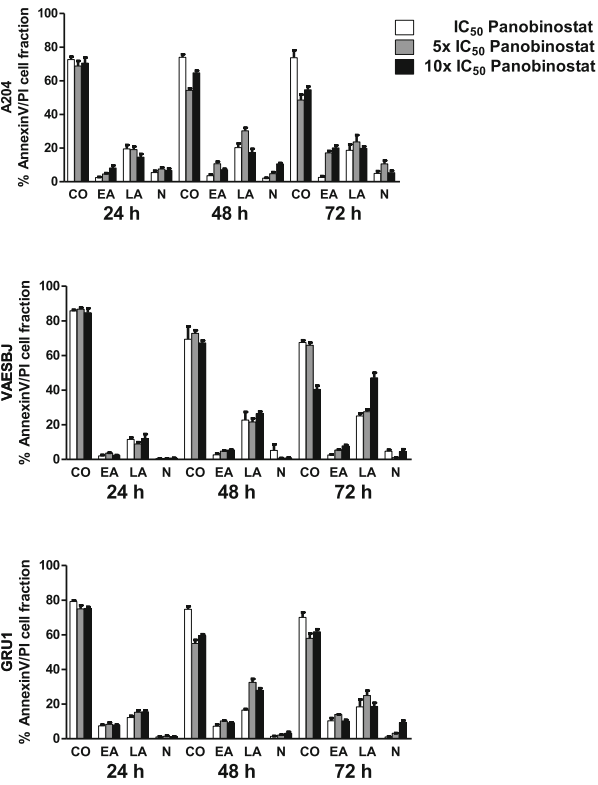 IC50 Panobinostat
5x IC50 Panobinostat
10x IC50 Panobinostat
A204
% AnnexinV/PI cell fraction
100
80
60
40
20
0
CO EA LA N CO EA LA N CO EA LA N
24 h 48 h 72 h
VAESBJ
% AnnexinV/PI cell fraction
100
80
60
40
20
0
CO EA LA N CO EA LA N CO EA LA N
24 h 48 h 72 h
GRU1
% AnnexinV/PI cell fraction
100
80
60
40
20
0
CO EA LA N CO EA LA N CO EA LA N
24 h 48 h 72 h